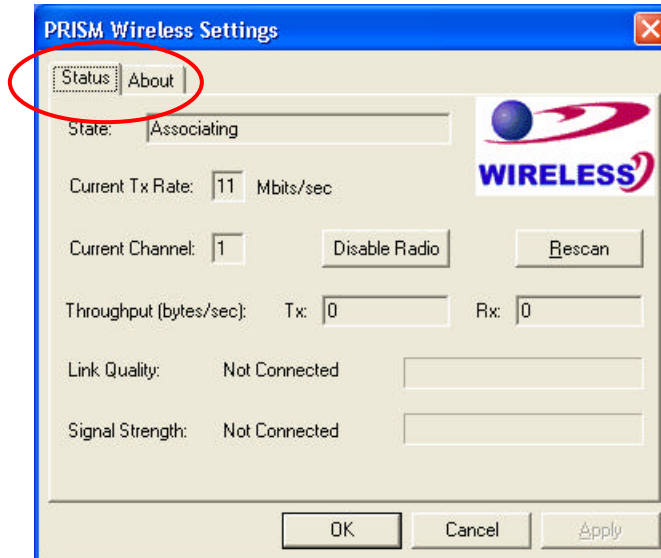 PRISM Wireless Settings
Status About
State: Associating
WIRELESS
Current Tx Rate: 11 Mbits/sec
Current Channel: 1 Disable Radio Rescan
Throughput (bytes/sec): Tx: 0 Rx: 0
Link Quality: Not Connected
Signal Strength: Not Connected
OK Cancel Apply